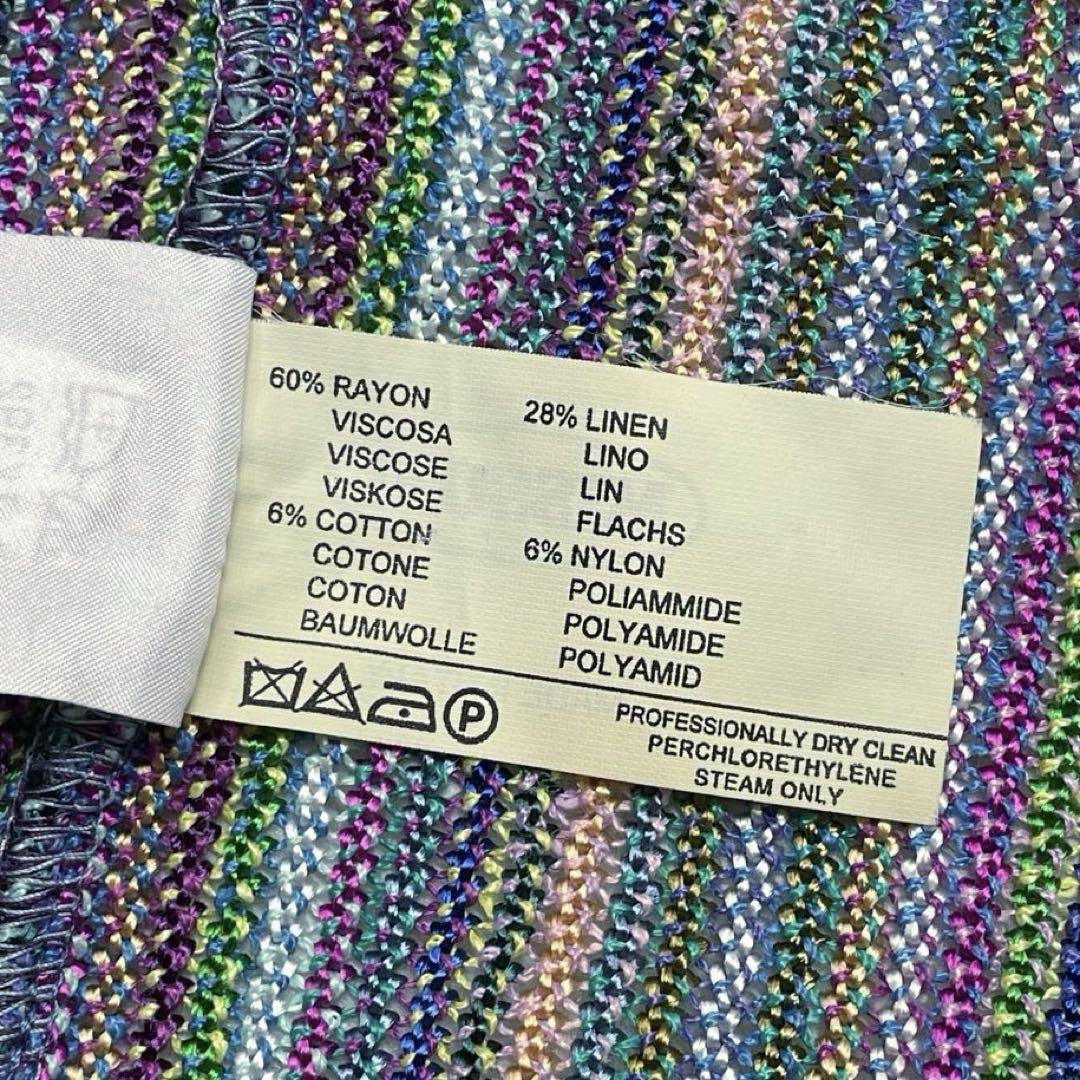 60% RAYON
VISCOSA
VISCOSE
VISKOSE
6% COTTON
COTONE
COTON
BAUMWOLLE
28% LINEN
LINO
LIN
FLACHS
6% NYLON
POLIAMMIDE
POLYAMIDE
POLYAMID
P
PROFESSIONALLY DRY CLEAN
PERCHLORETHYLENE
STEAM ONLY